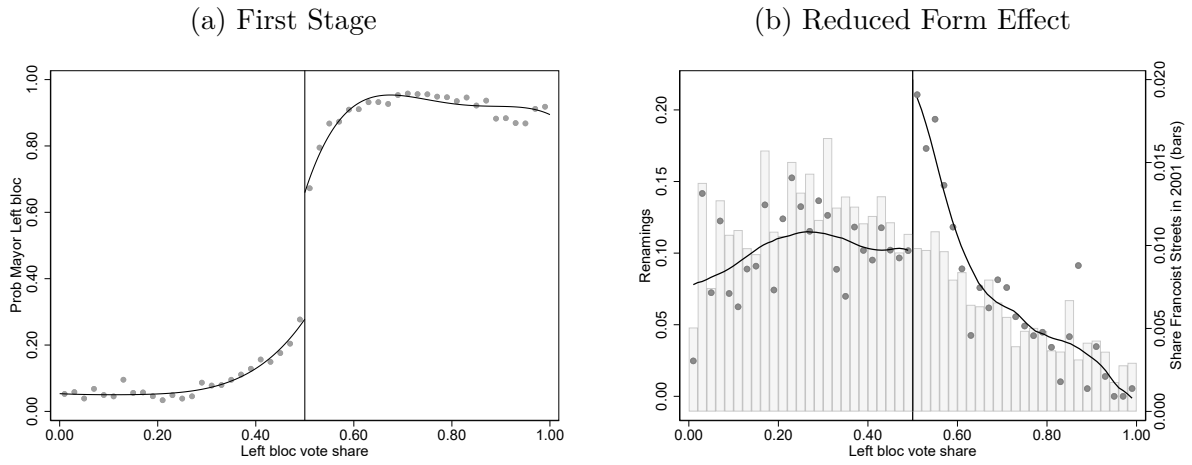 (a) First Stage
Prob Mayor Left bloc
1.00
0.80
0.60
0.40
0.20
0.00
0.00 0.20 0.40 0.60 0.80 1.00
Left bloc vote share
(b) Reduced Form Effect
Renamings
0.20
0.15
0.10
0.05
0.00
0.020
0.015
0.010
0.005
0.000
Share Francoist Streets in 2001 (bars)
0.00 0.20 0.40 0.60 0.80 1.00
Left bloc vote share